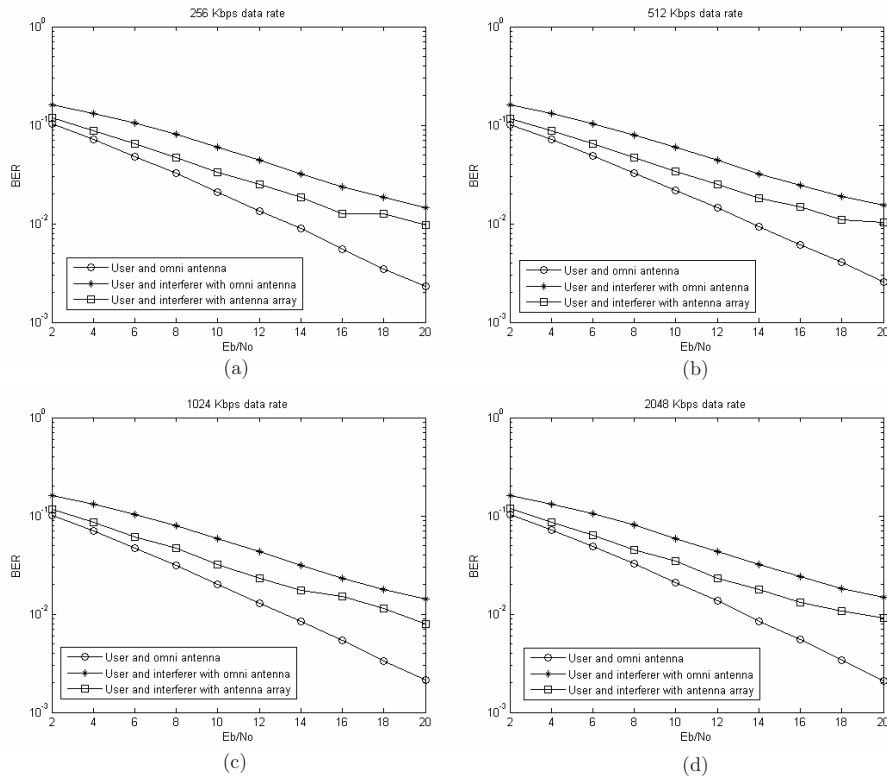 256 Kbps data rate
10^0
10^-1
10^-2
10^-3
BER
2 4 6 8 10 12 14 16 18 20
Eb/No
User and omni antenna
User and interferer with omni antenna
User and interferer with antenna array
(a)
512 Kbps data rate
10^0
10^-1
10^-2
10^-3
BER
2 4 6 8 10 12 14 16 18 20
Eb/No
User and omni antenna
User and interferer with omni antenna
User and interferer with antenna array
(b)
1024 Kbps data rate
10^0
10^-1
10^-2
10^-3
BER
2 4 6 8 10 12 14 16 18 20
Eb/No
User and omni antenna
User and interferer with omni antenna
User and interferer with antenna array
(c)
2048 Kbps data rate
10^0
10^-1
10^-2
10^-3
BER
2 4 6 8 10 12 14 16 18 20
Eb/No
User and omni antenna
User and interferer with omni antenna
User and interferer with antenna array
(d)